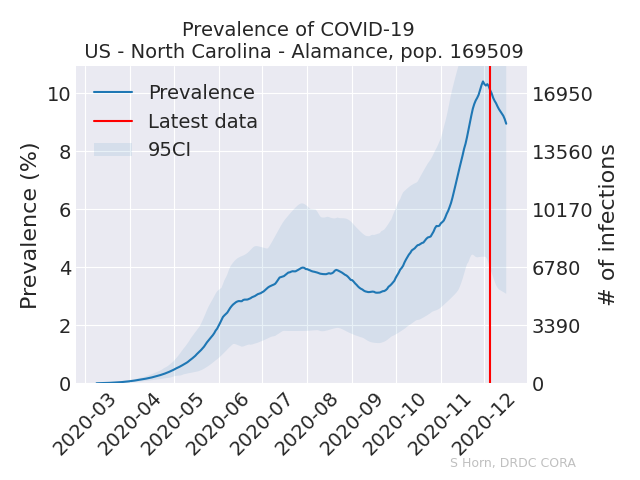 Prevalence of COVID-19
US - North Carolina - Alamance, pop. 169509
Prevalence
Latest data
95CI
Prevalence (%)
10
8
6
4
2
0
16950
13560
10170
6780
3390
0
# of infections
2020-03
2020-04
2020-05
2020-06
2020-07
2020-08
2020-09
2020-10
2020-11
2020-12
S Horn, DRDC CORA